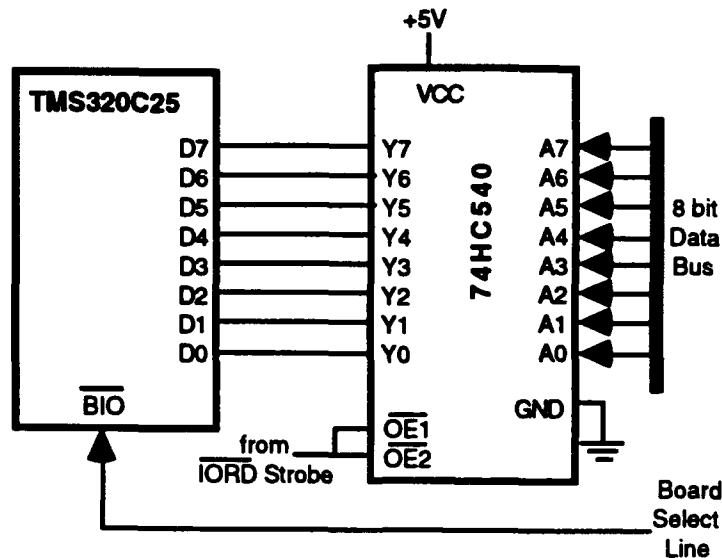 +5V
TMS320C25
VCC
D7
D6
D5
D4
D3
D2
D1
D0
Y7
Y6
Y5
Y4
Y3
Y2
Y1
Y0
74HC540
A7
A6
A5
A4
A3
A2
A1
A0
8 bit
Data
Bus
BIO
GND
OE1
OE2
from
IORD Strobe
Board
Select
Line